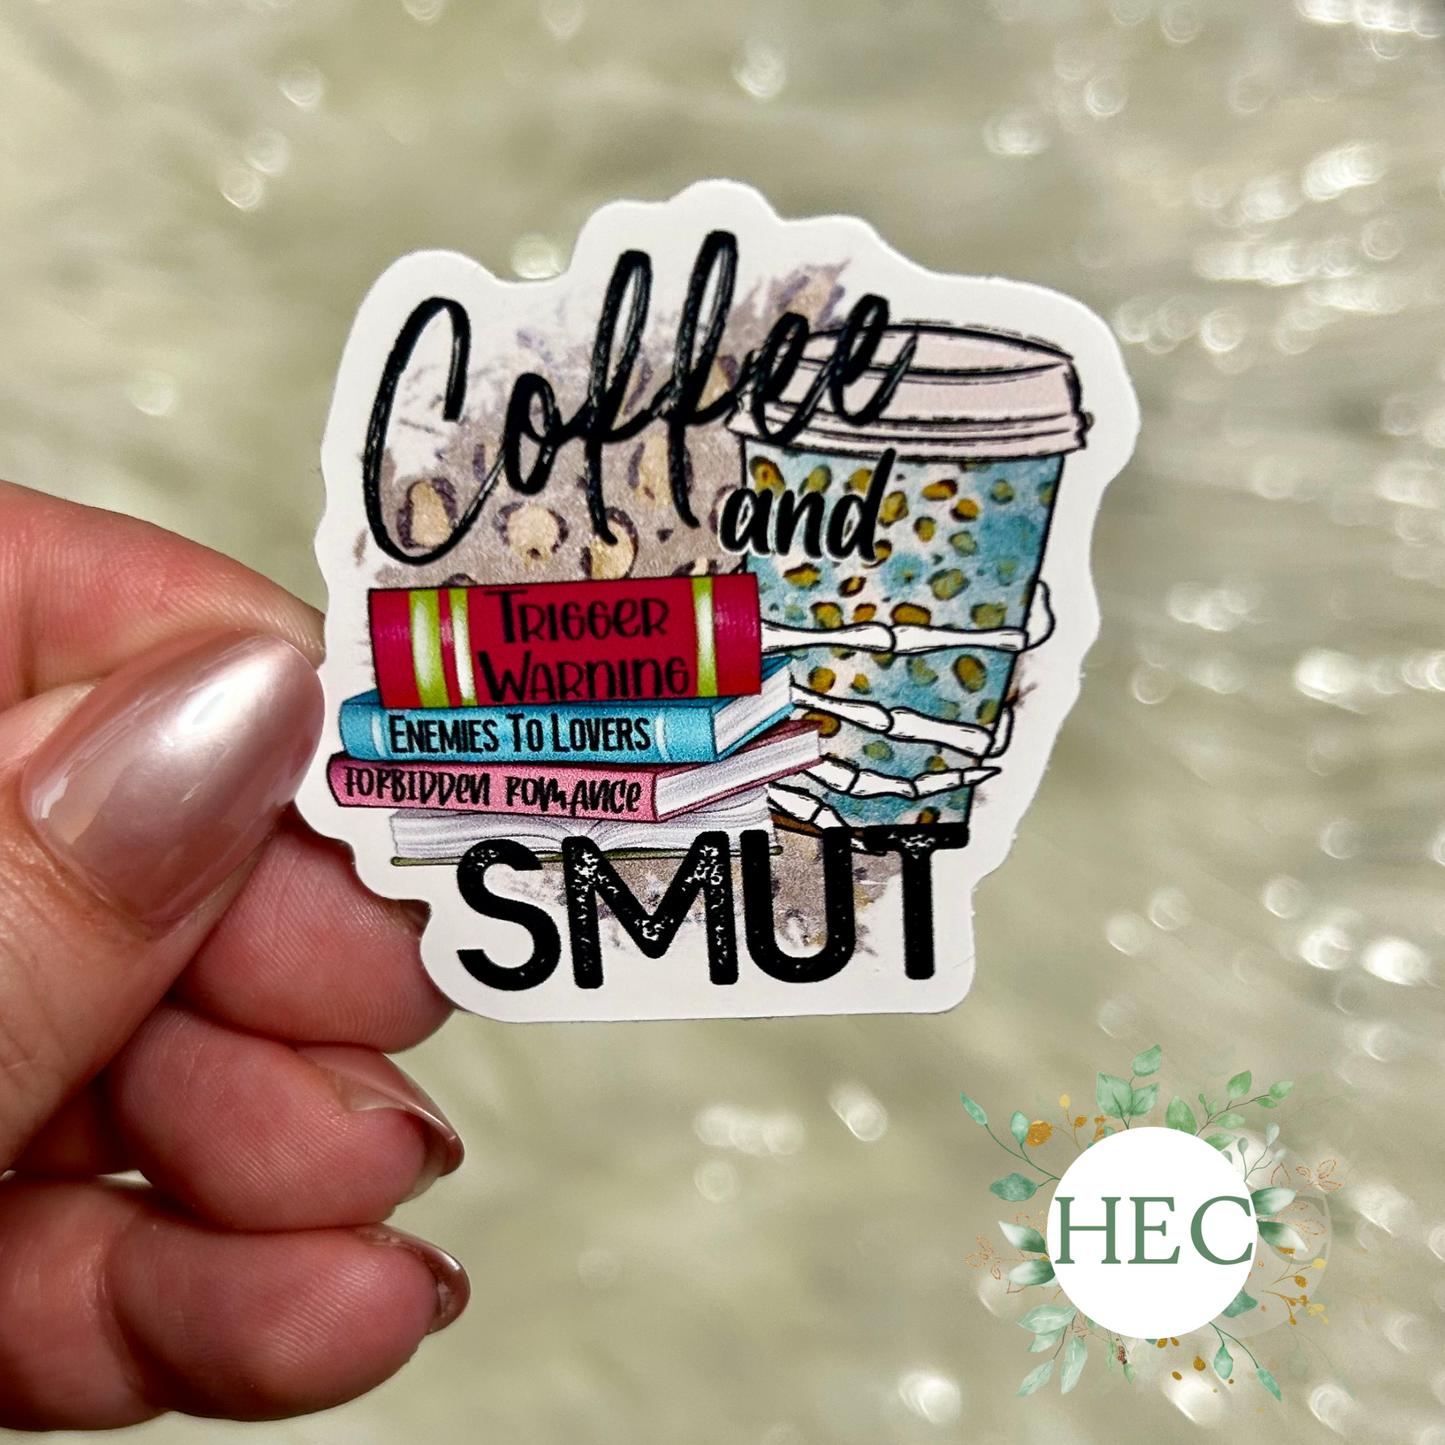 Coffee
and
TRIGGER
WARNING
ENEMIES TO LOVERS
FORBIDDEN ROMANCE
SMUT
HEC